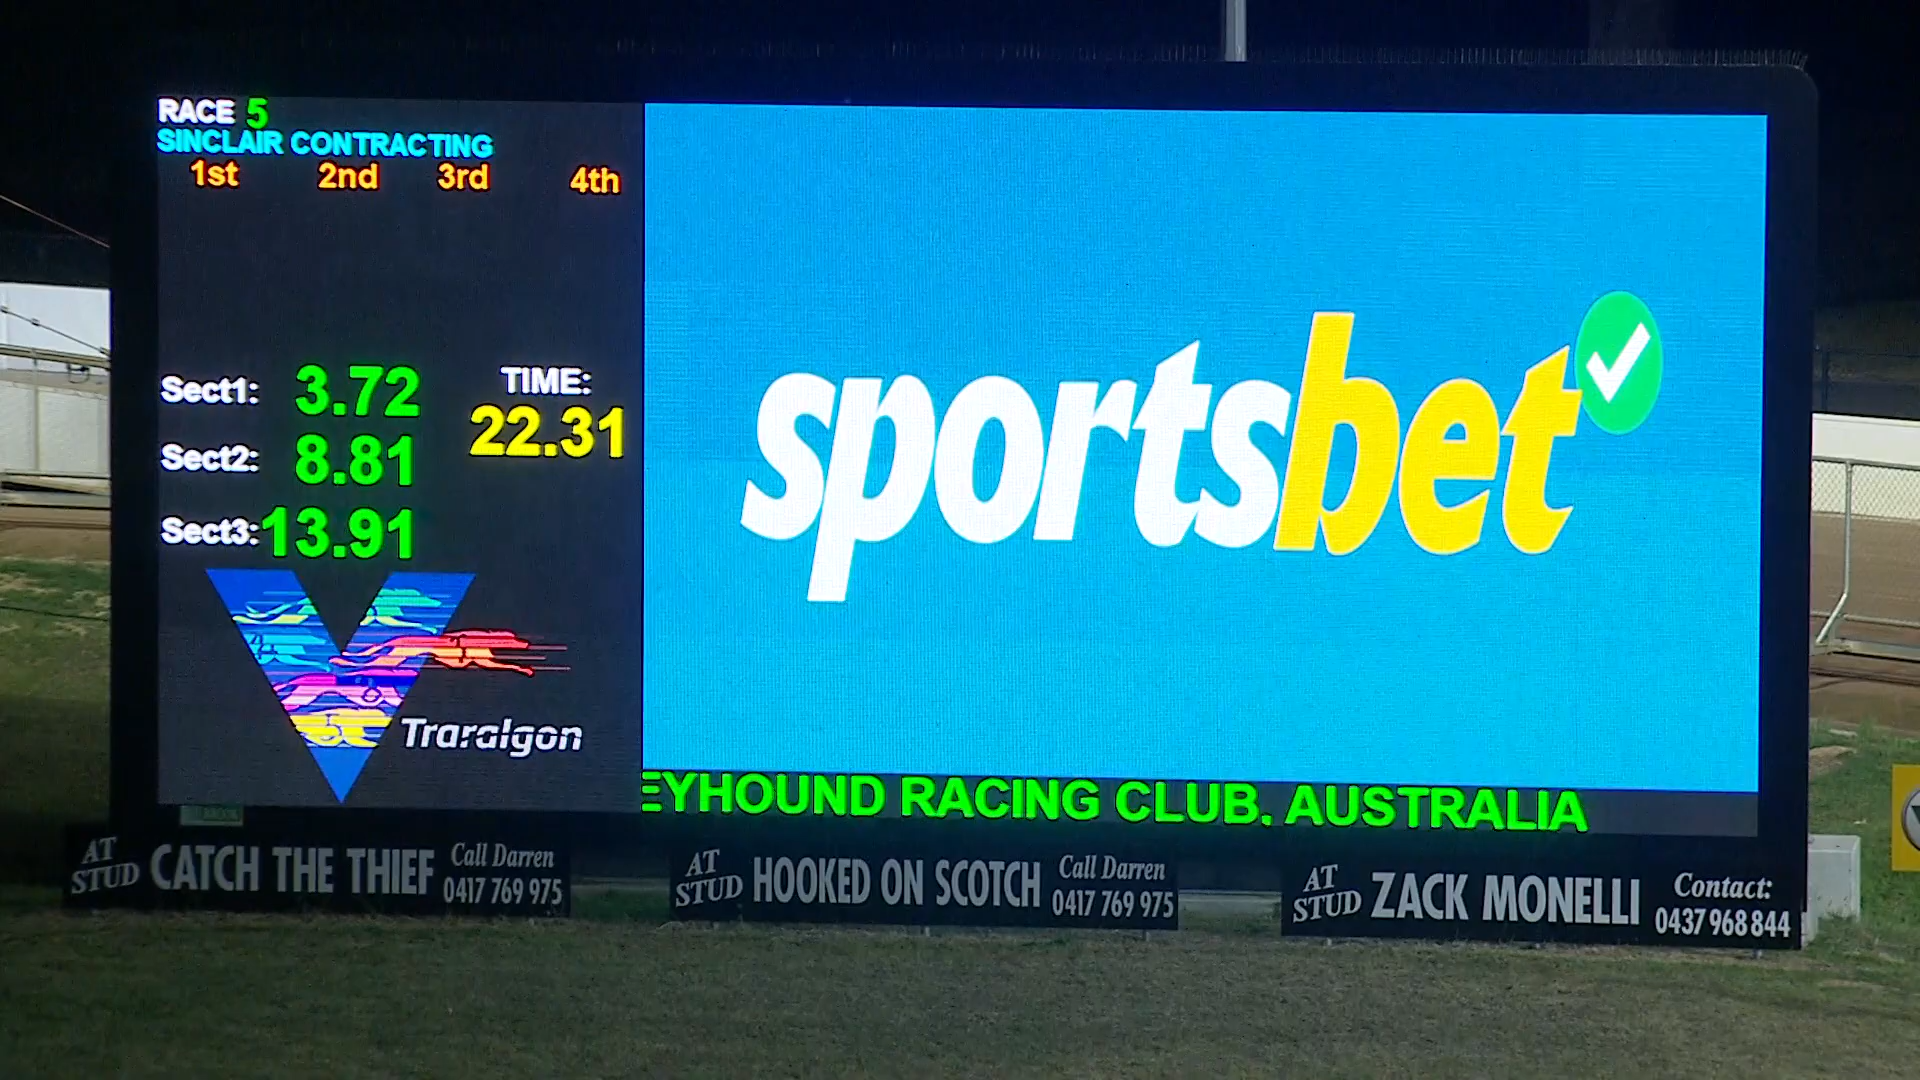 RACE 5
SINCLAIR CONTRACTING
1st 2nd 3rd 4th
Sect1: 3.72
TIME:
22.31
Sect2: 8.81
Sect3: 13.91
Traralgon
sportsbet
EYHOUND RACING CLUB. AUSTRALIA
AT STUD CATCH THE THIEF Call Darren 0417 769 975
AT STUD HOOKED ON SCOTCH Call Darren 0417 769 975
AT STUD ZACK MONELLI Contact: 0437 968 844